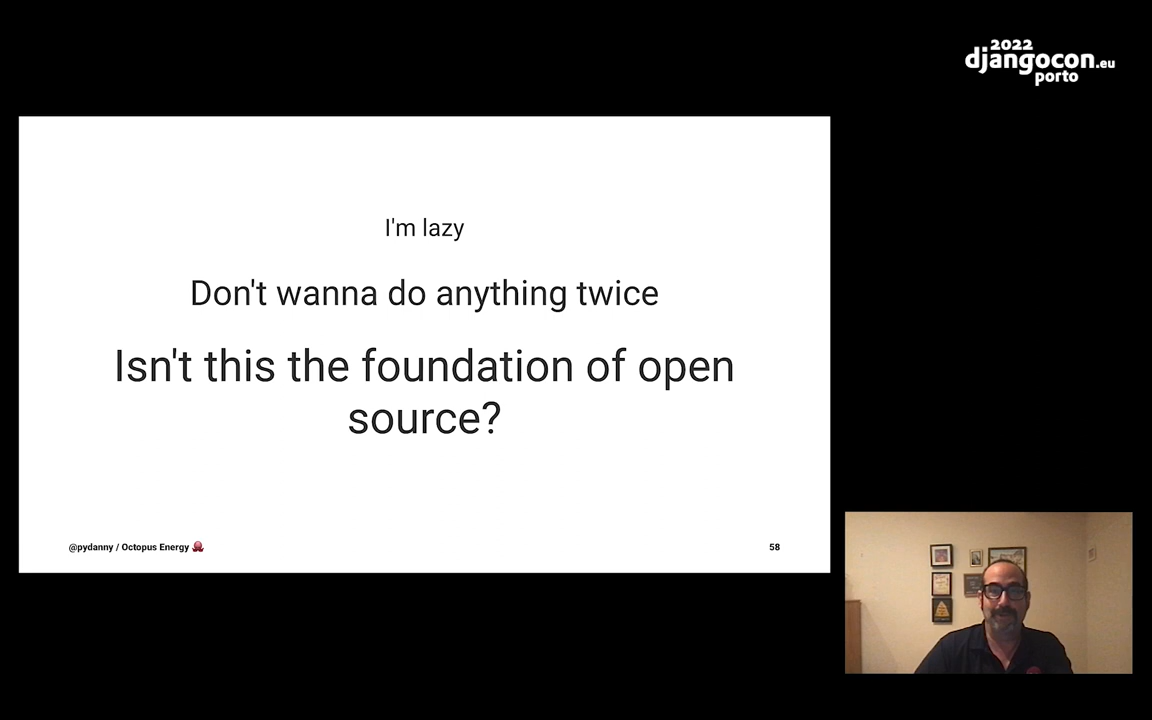 2022
djangocon.eu
porto
I'm lazy
Don't wanna do anything twice
Isn't this the foundation of open
source?
@pydanny / Octopus Energy 🐙
58